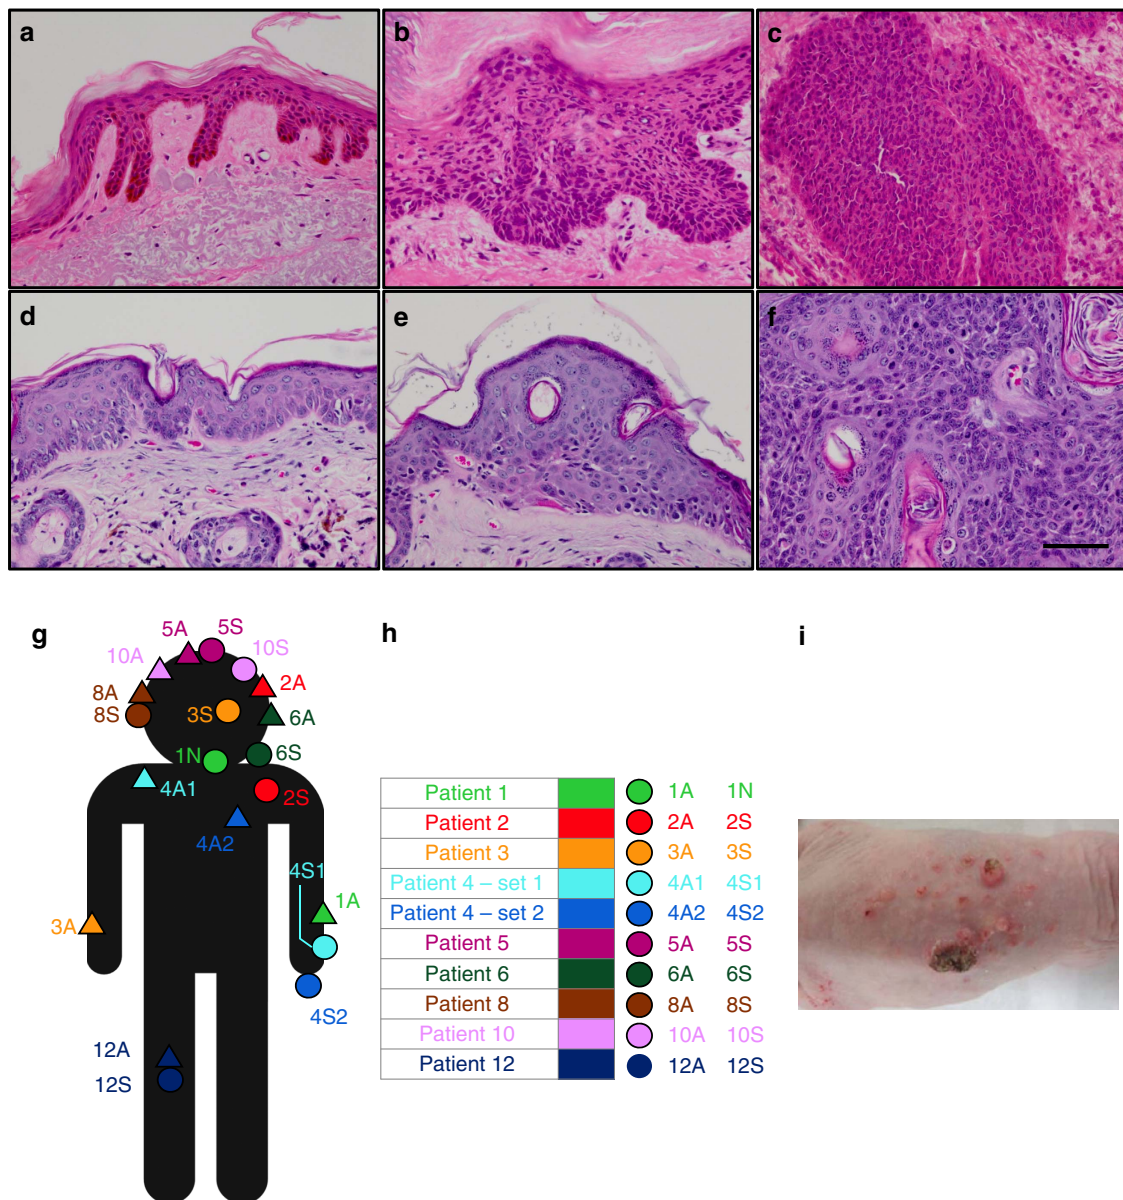 a
b
c
d
e
f
g
h
i
5A
5S
10A
10S
8A
2A
8S
3S
6A
1N
6S
4A1
2S
4A2
4S1
3A
1A
4S2
12A
12S
Patient 1 1A 1N
Patient 2 2A 2S
Patient 3 3A 3S
Patient 4 – set 1 4A1 4S1
Patient 4 – set 2 4A2 4S2
Patient 5 5A 5S
Patient 6 6A 6S
Patient 8 8A 8S
Patient 10 10A 10S
Patient 12 12A 12S